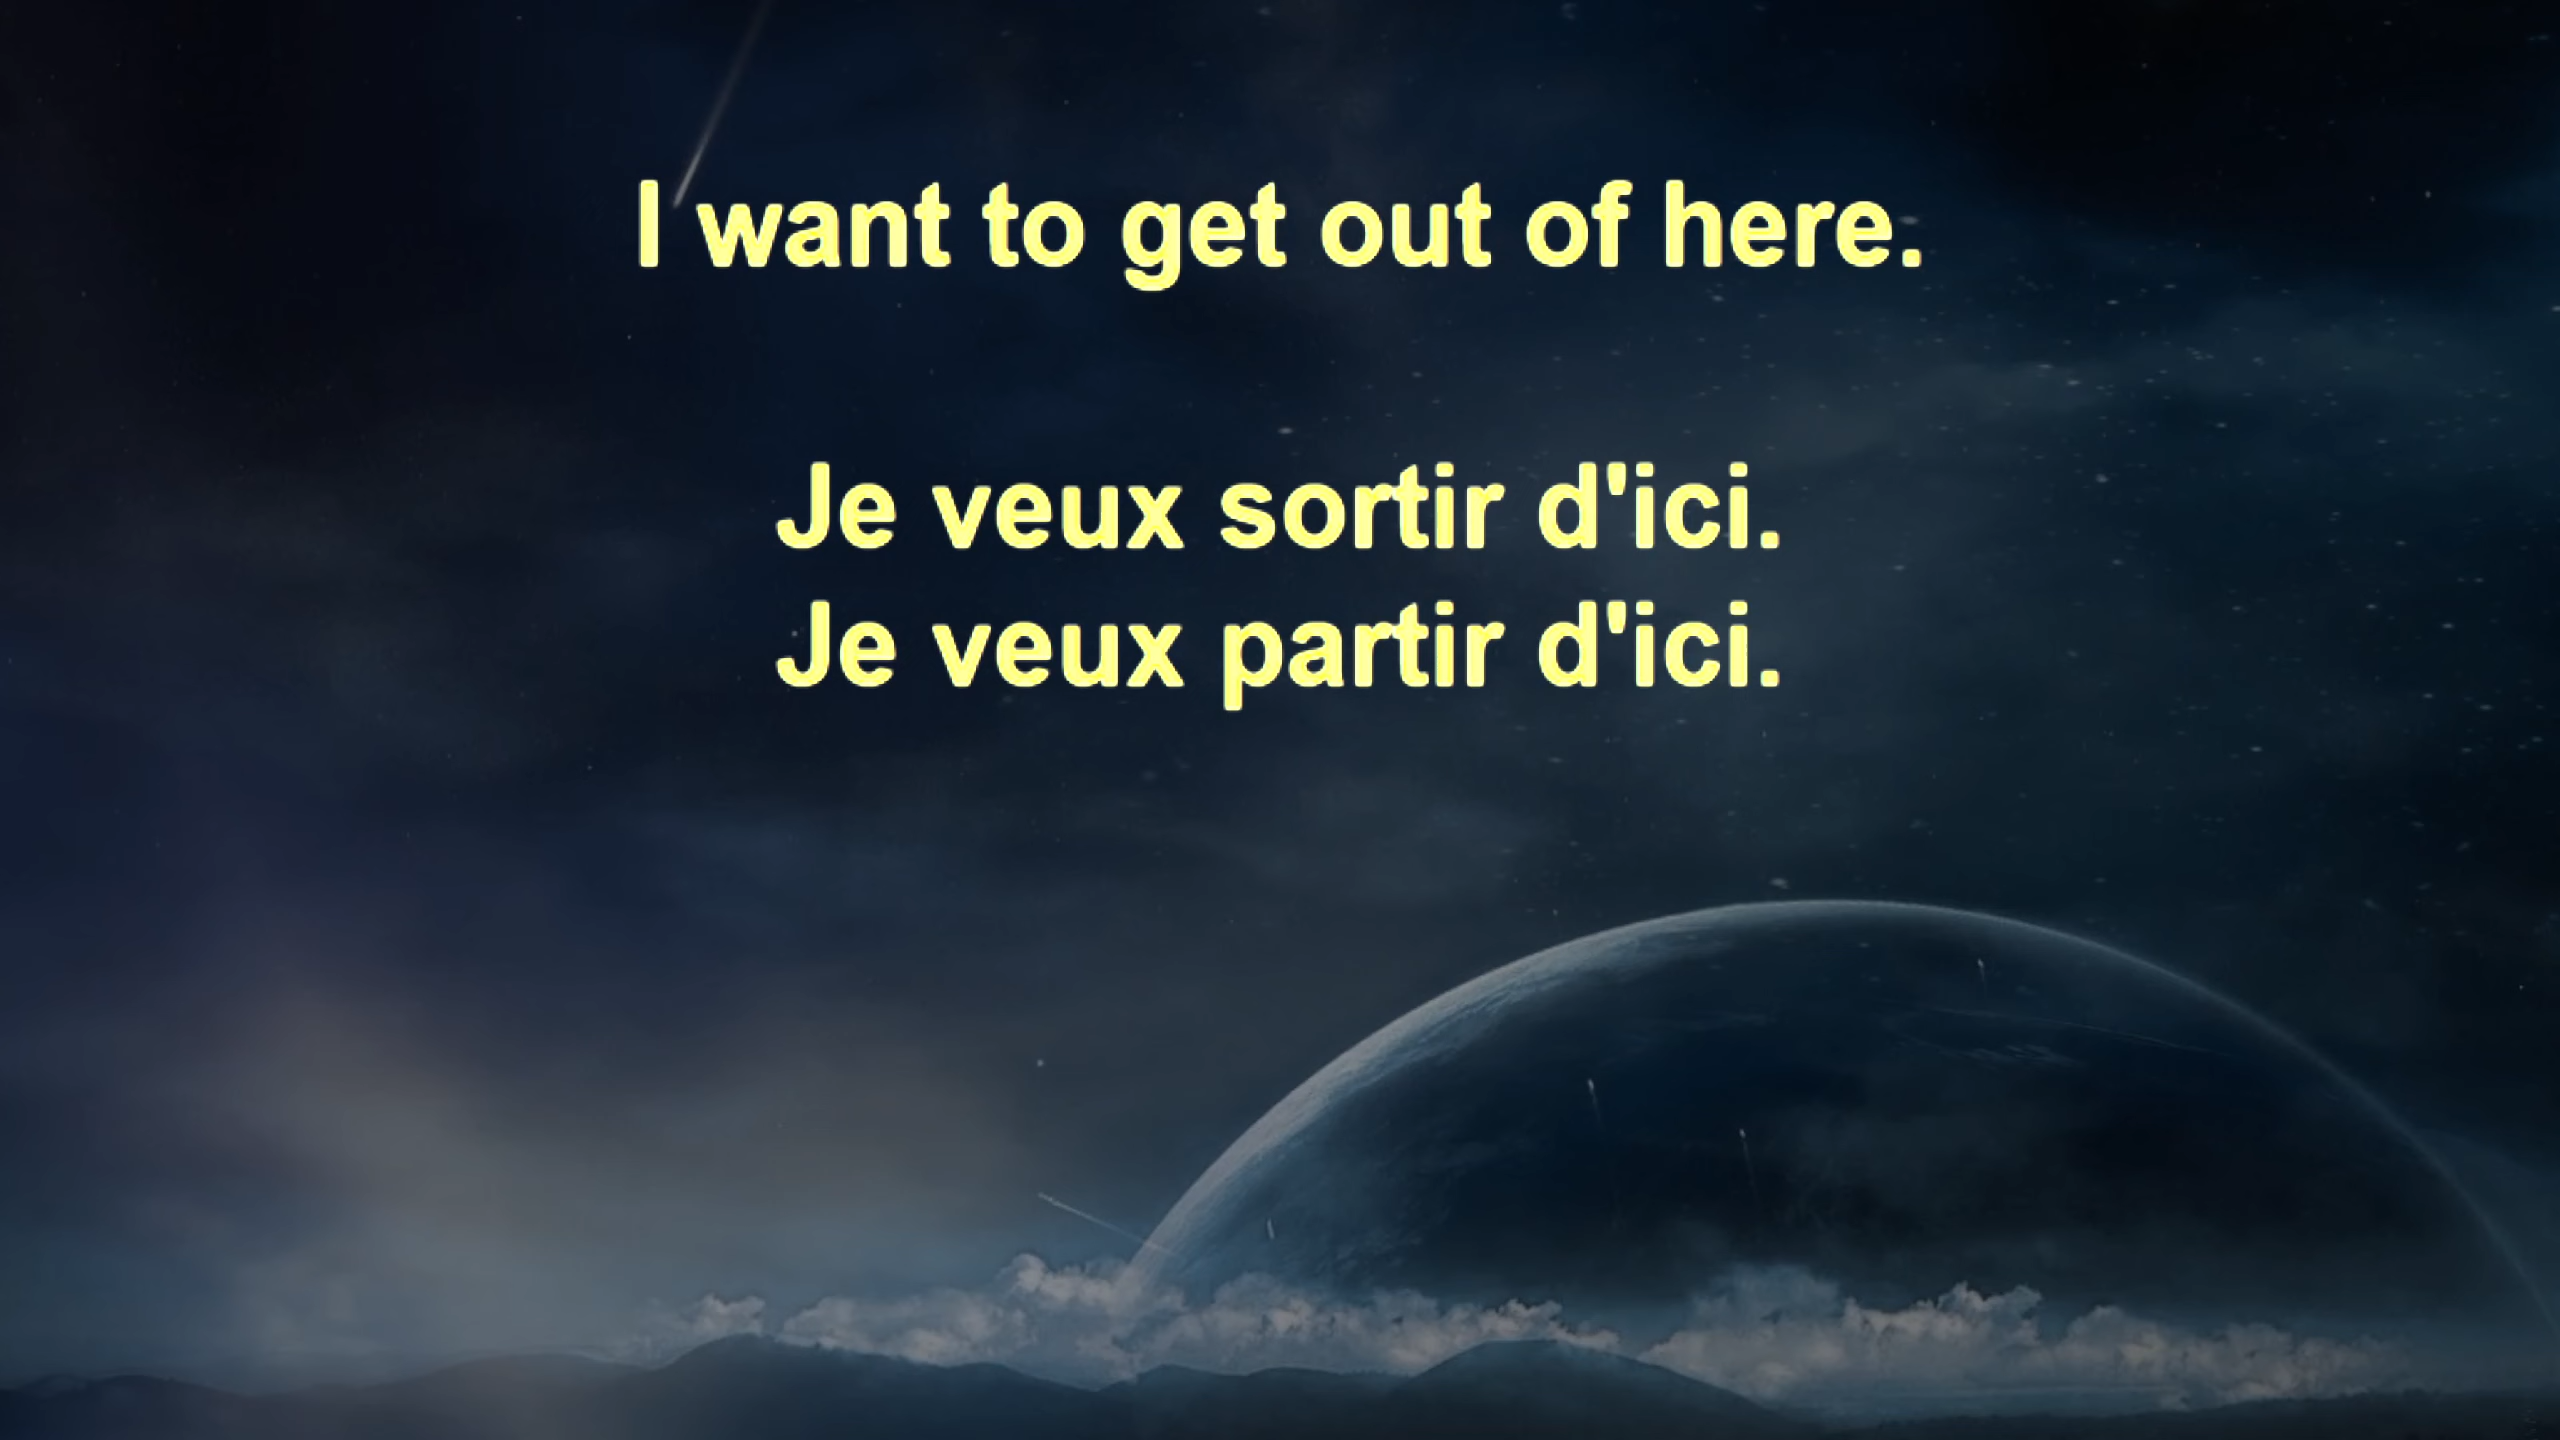 I want to get out of here.
Je veux sortir d'ici.
Je veux partir d'ici.